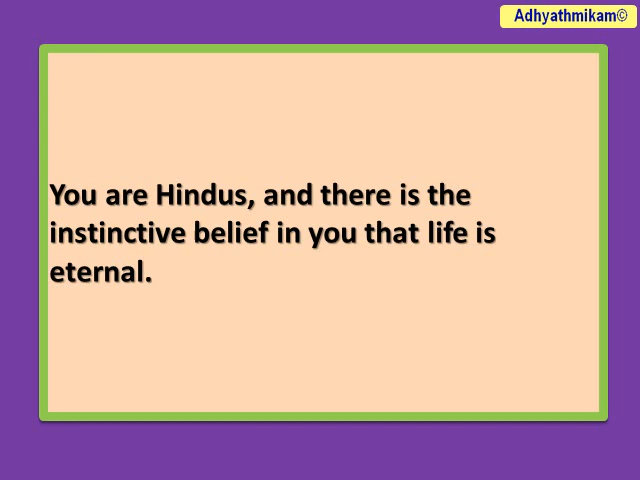 Adhyathmikam©
You are Hindus, and there is the
instinctive belief in you that life is
eternal.